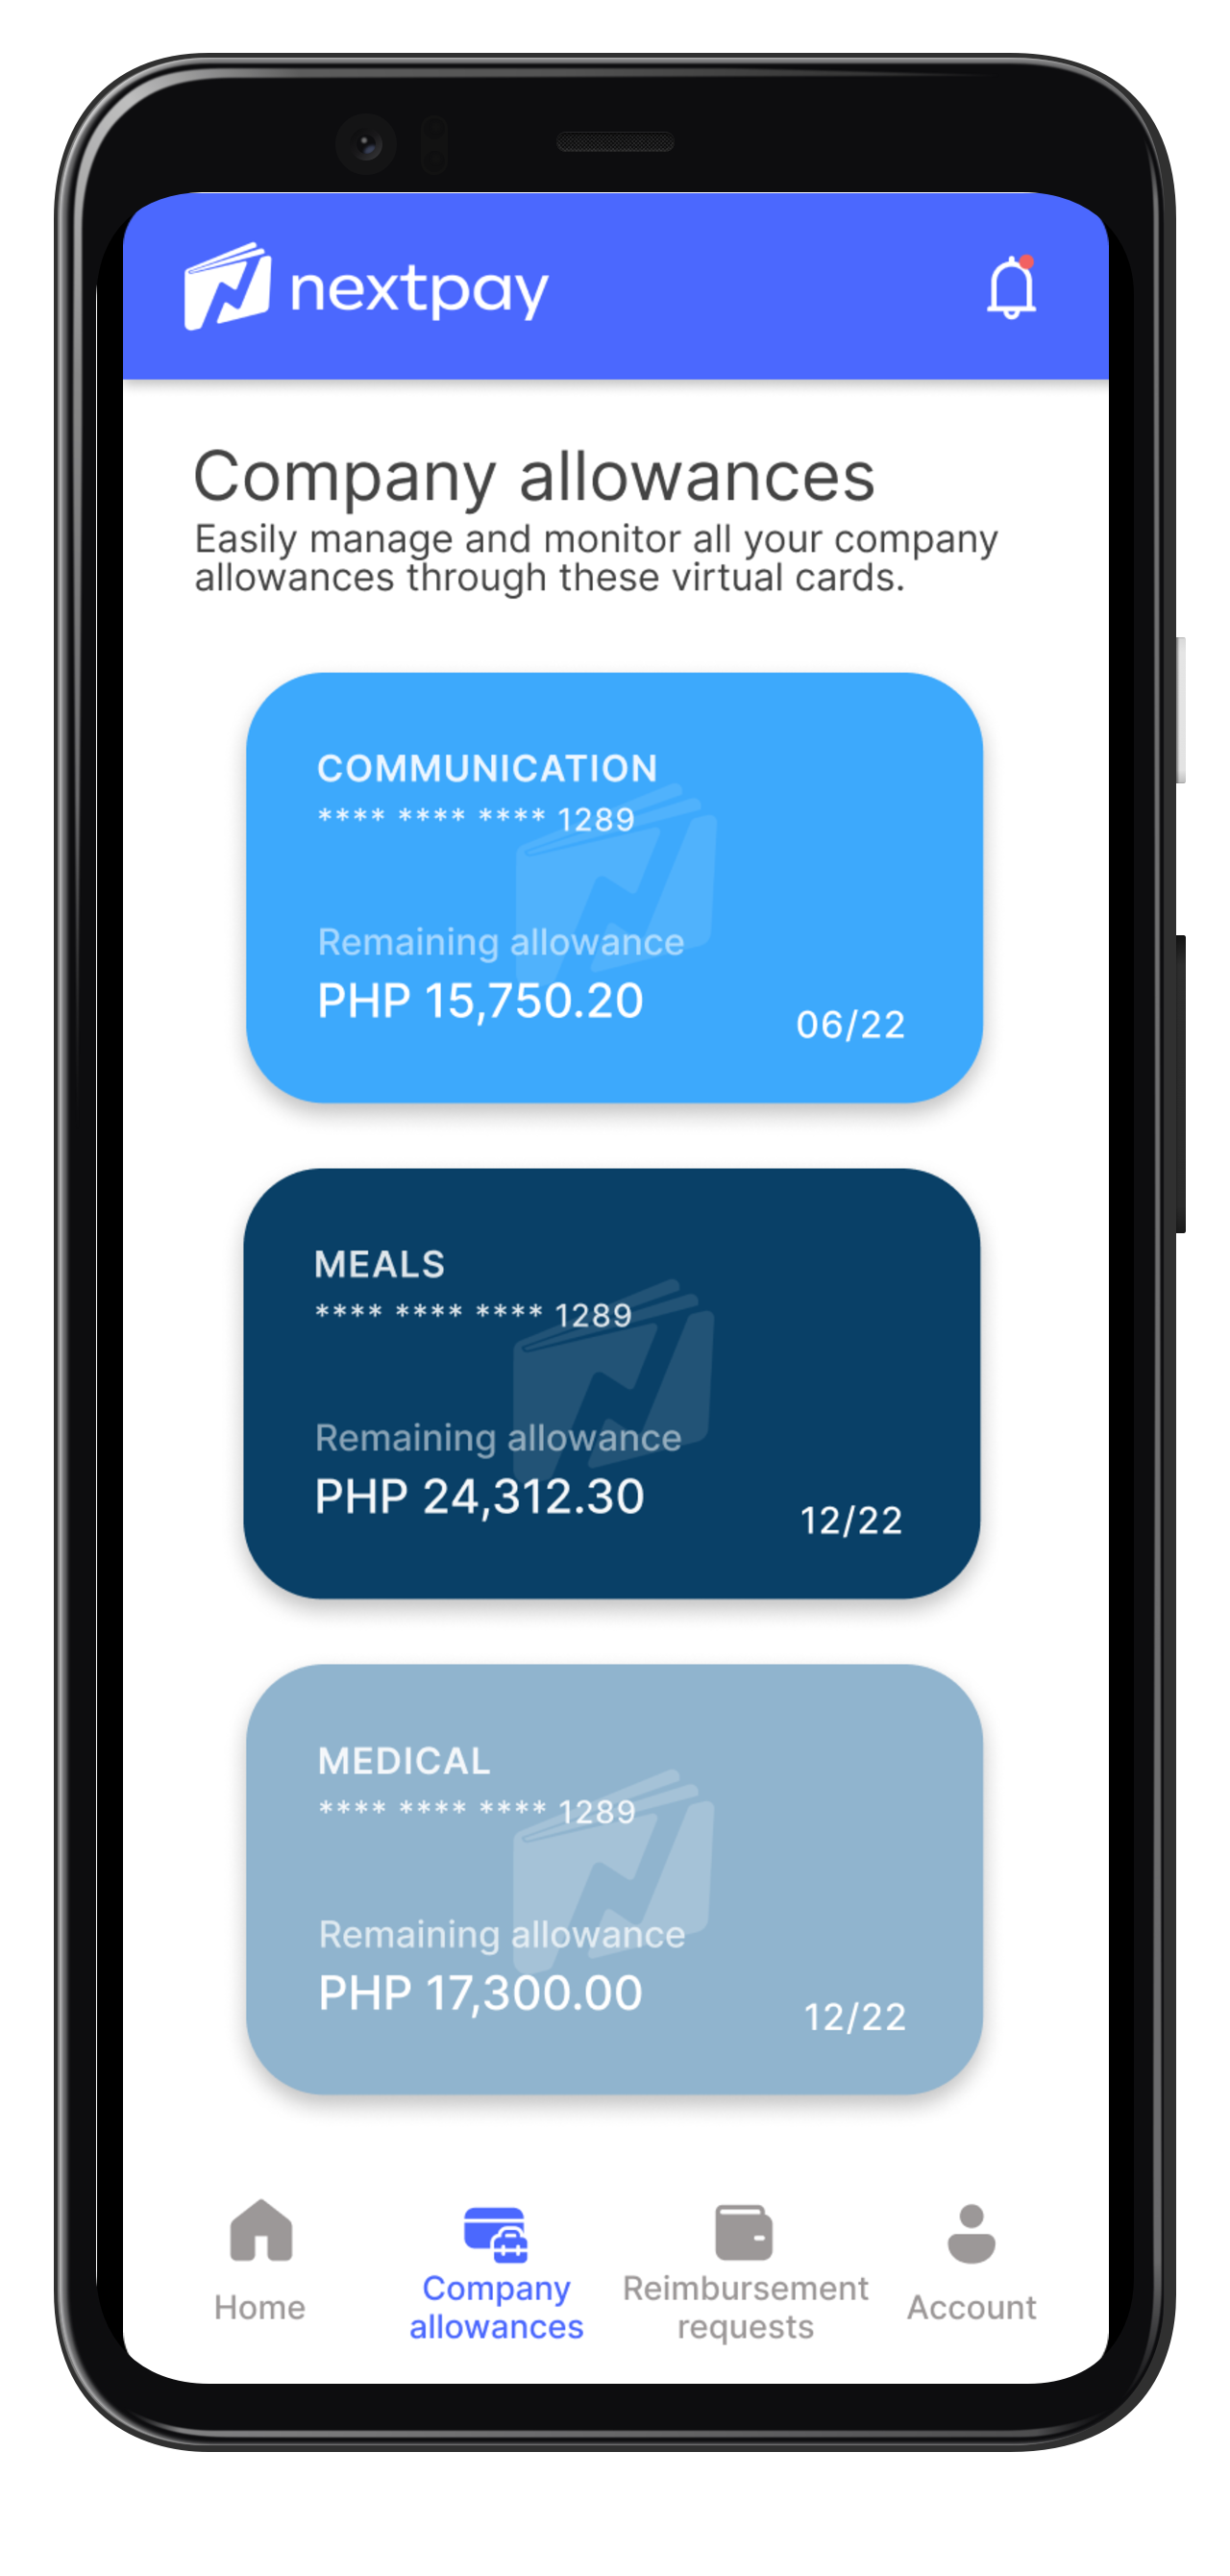 nextpay
Company allowances
Easily manage and monitor all your company
allowances through these virtual cards.
COMMUNICATION
**** **** **** 1289
Remaining allowance
PHP 15,750.20
06/22
MEALS
**** **** **** 1289
Remaining allowance
PHP 24,312.30
12/22
MEDICAL
**** **** **** 1289
Remaining allowance
PHP 17,300.00
12/22
Home
Company
allowances
Reimbursement
requests
Account